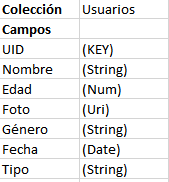 Colección Usuarios
Campos
UID (KEY)
Nombre (String)
Edad (Num)
Foto (Uri)
Género (String)
Fecha (Date)
Tipo (String)